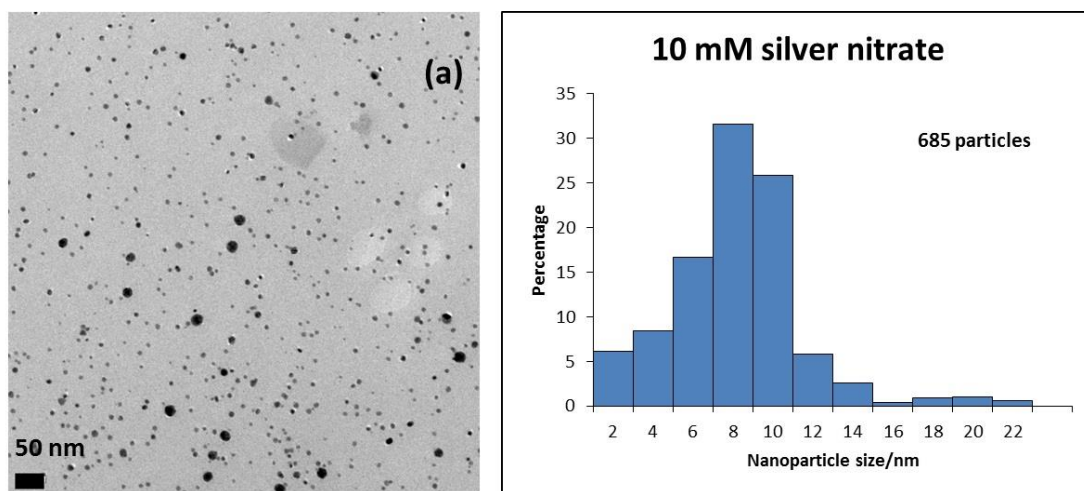 (a)
50 nm
10 mM silver nitrate
685 particles
35
30
25
20
15
10
5
0
Percentage
2 4 6 8 10 12 14 16 18 20 22
Nanoparticle size/nm